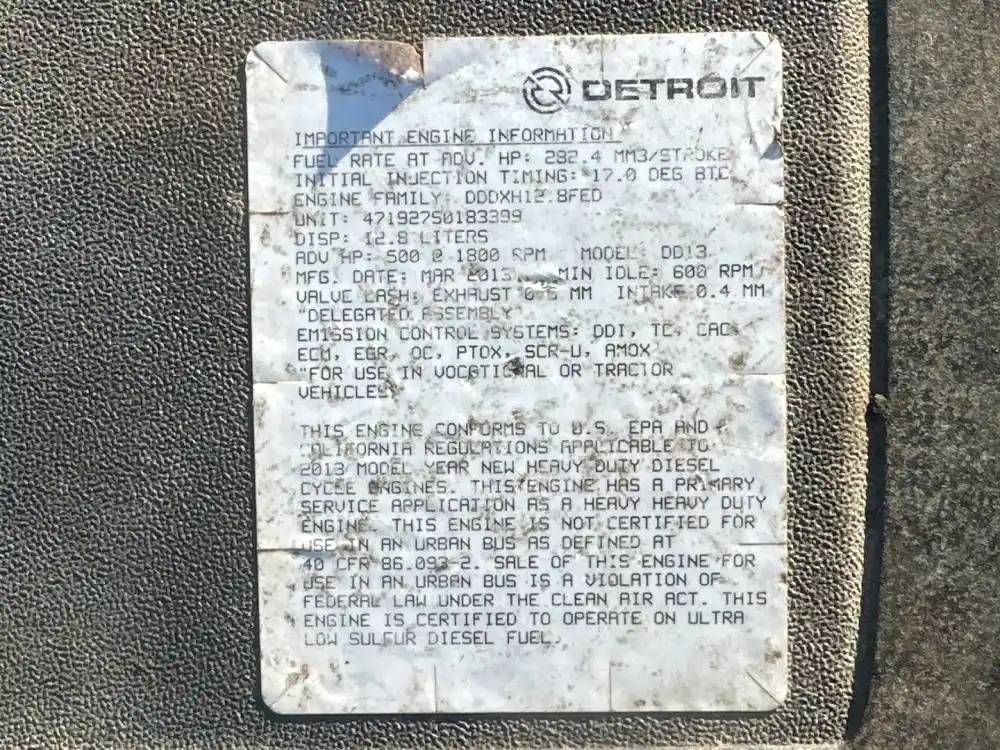 DETROIT
IMPORTANT ENGINE INFORMATION
FUEL RATE AT ADV. HP: 282.4 MM3/STROKE
INITIAL INJECTION TIMING: 17.0 DEG BTC
ENGINE FAMILY: DDDXH12.8FED
UNIT: 47192750183399
DISP: 12.8 LITERS
ADV HP: 500 @ 1800 RPM MODEL: DD13
MFG. DATE: MAR 2013 MIN IDLE: 600 RPM
VALVE LASH: EXHAUST MM INTAKE 0.4 MM
"DELEGATED ASSEMBLY"
EMISSION CONTROL SYSTEMS: DDI, TC, CAC
ECU, EGR, OC, PTOX, SCR-U, AMOX
"FOR USE IN VOCATIONAL OR TRACTOR
VEHICLES"
THIS ENGINE CONFORMS TO U.S. EPA AND
CALIFORNIA REGULATIONS APPLICABLE TO
2013 MODEL YEAR NEW HEAVY DUTY DIESEL
CYCLE ENGINES. THIS ENGINE HAS A PRIMARY
SERVICE APPLICATION AS A HEAVY HEAVY DUTY
ENGINE. THIS ENGINE IS NOT CERTIFIED FOR
USE IN AN URBAN BUS AS DEFINED AT
40 CFR 86.093-2. SALE OF THIS ENGINE FOR
USE IN AN URBAN BUS IS A VIOLATION OF
FEDERAL LAW UNDER THE CLEAN AIR ACT. THIS
ENGINE IS CERTIFIED TO OPERATE ON ULTRA
LOW SULFUR DIESEL FUEL.